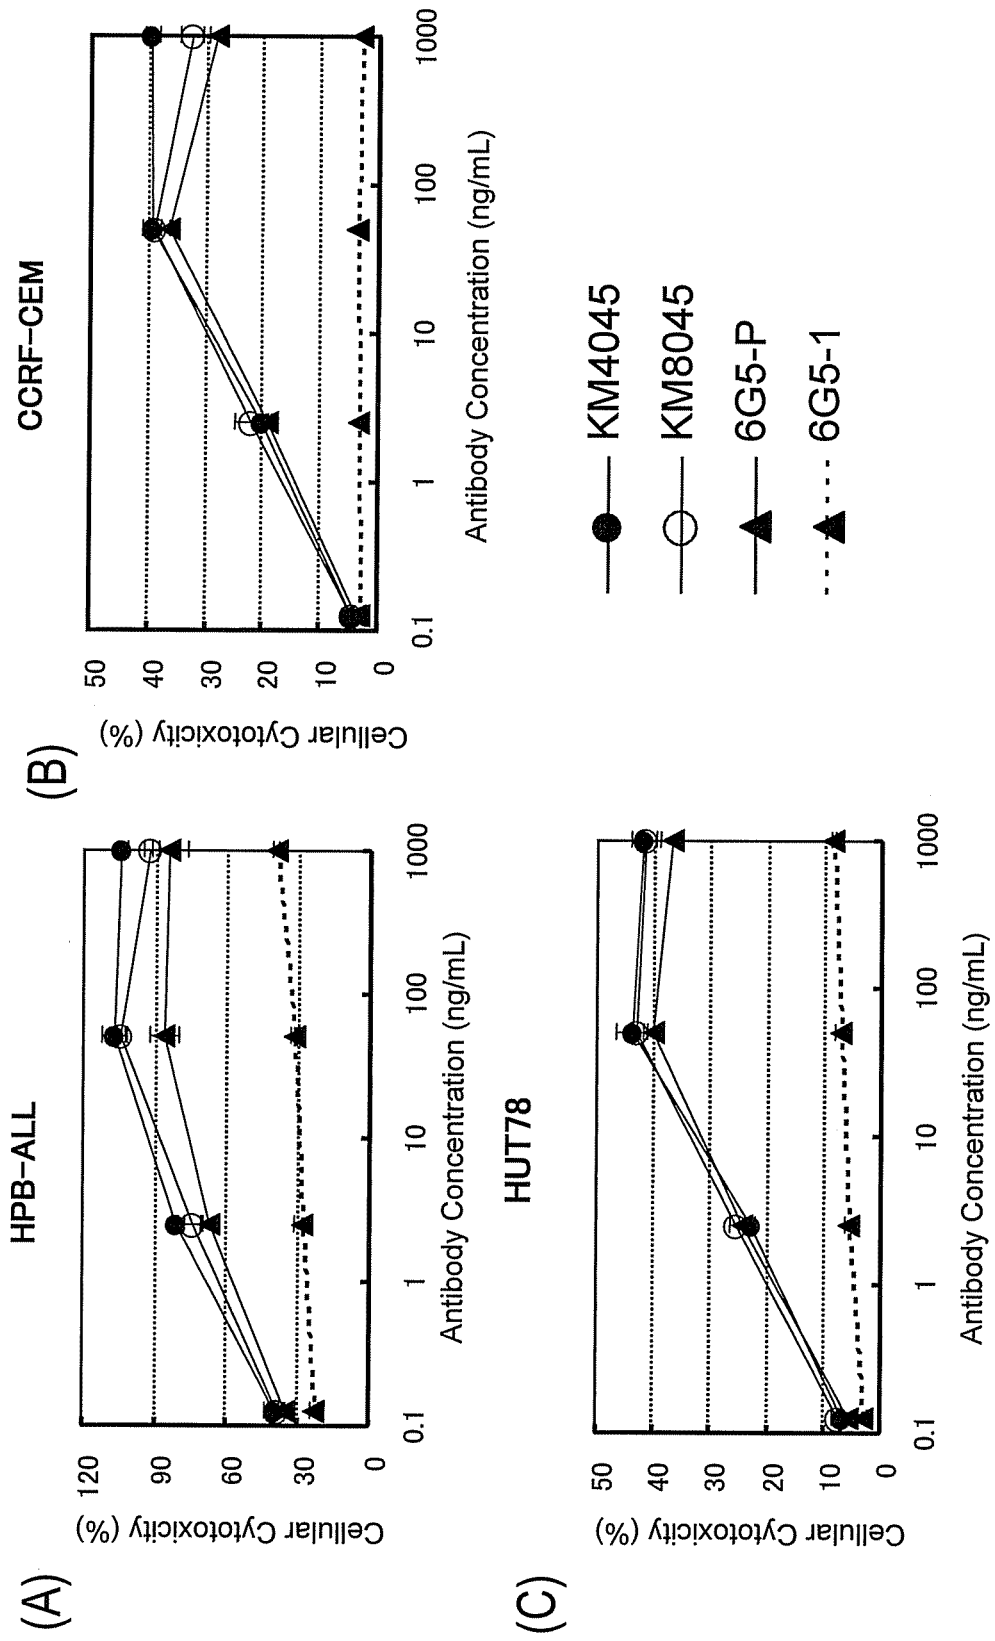 (A)
HPB-ALL
Cellular Cytotoxicity (%)
120
90
60
30
0
0.1
1
10
100
1000
Antibody Concentration (ng/mL)
(B)
CCRF-CEM
Cellular Cytotoxicity (%)
50
40
30
20
10
0
0.1
1
10
100
1000
Antibody Concentration (ng/mL)
(C)
HUT78
Cellular Cytotoxicity (%)
50
40
30
20
10
0
0.1
1
10
100
1000
Antibody Concentration (ng/mL)
KM4045
KM8045
6G5-P
6G5-1